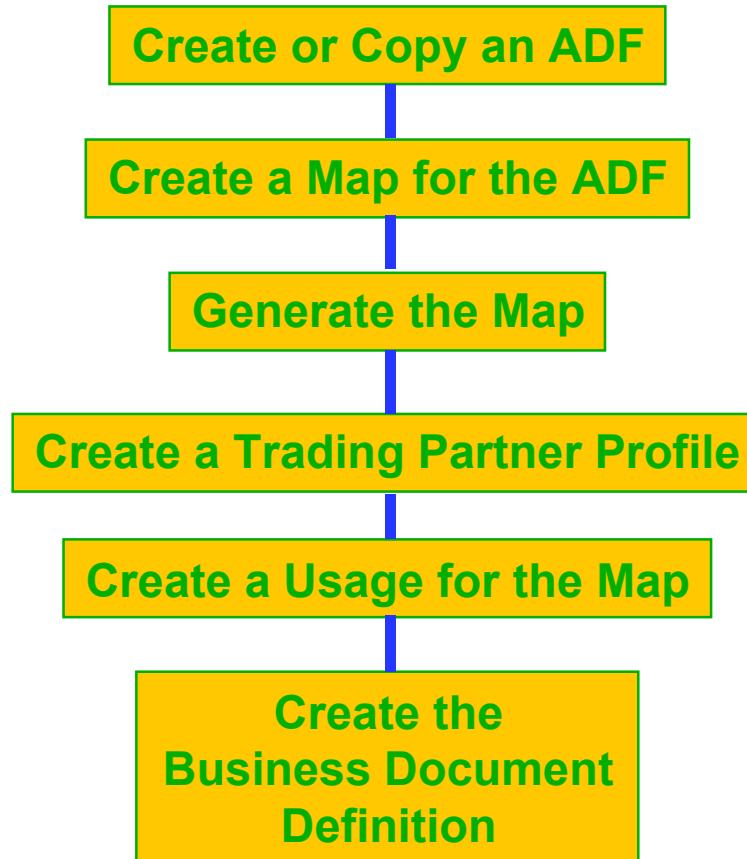 Create or Copy an ADF
Create a Map for the ADF
Generate the Map
Create a Trading Partner Profile
Create a Usage for the Map
Create the
Business Document
Definition